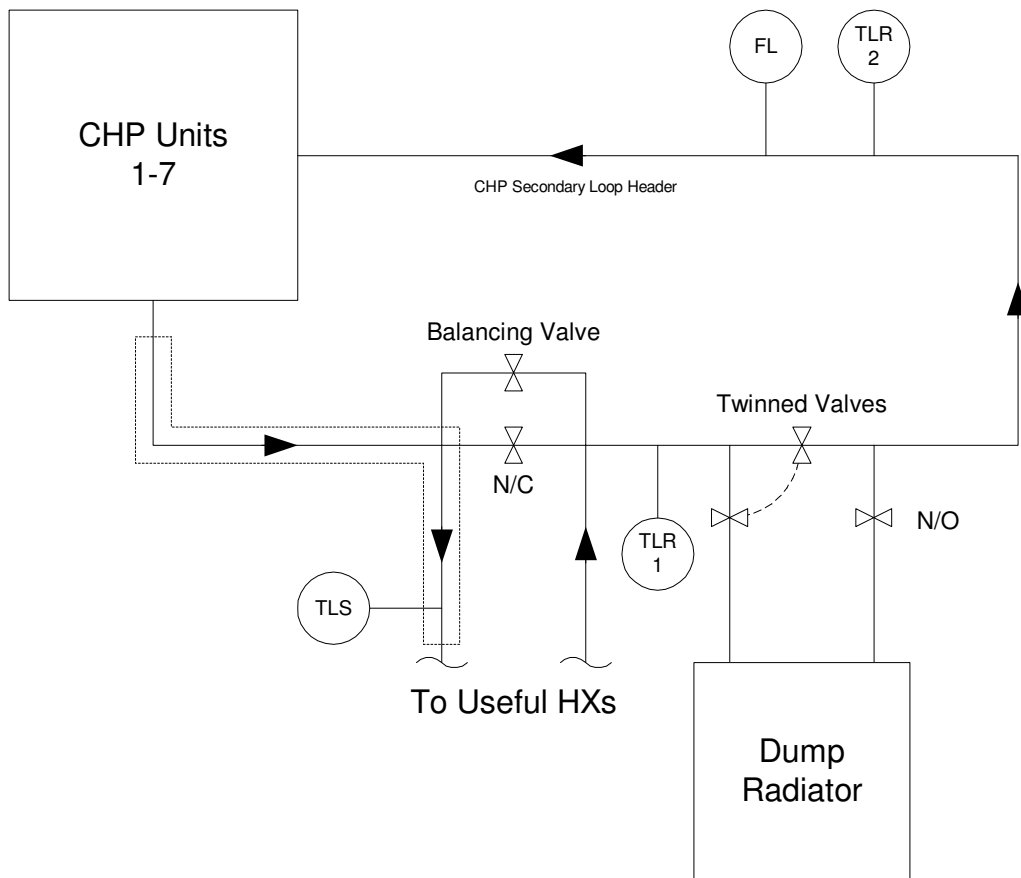 FL
TLR
2
CHP Units
1-7
CHP Secondary Loop Header
Balancing Valve
Twinned Valves
N/C
N/O
TLR
1
TLS
To Useful HXs
Dump
Radiator